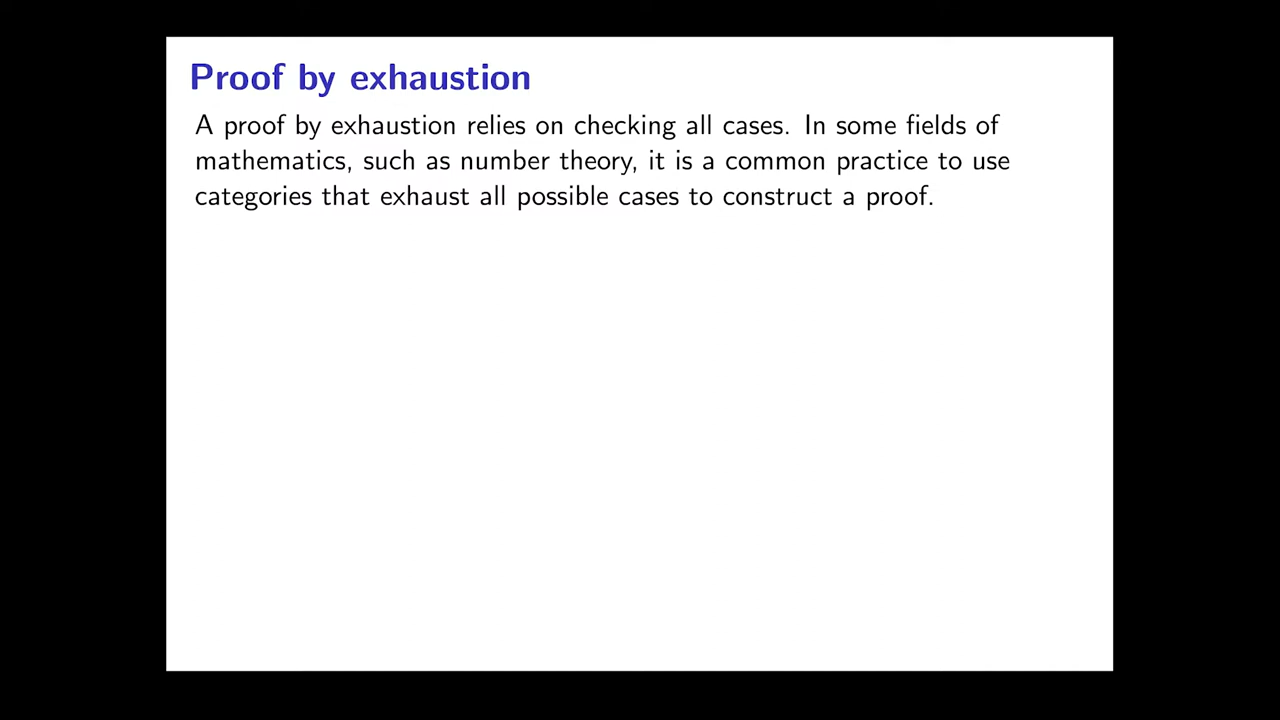 Proof by exhaustion
A proof by exhaustion relies on checking all cases. In some fields of
mathematics, such as number theory, it is a common practice to use
categories that exhaust all possible cases to construct a proof.